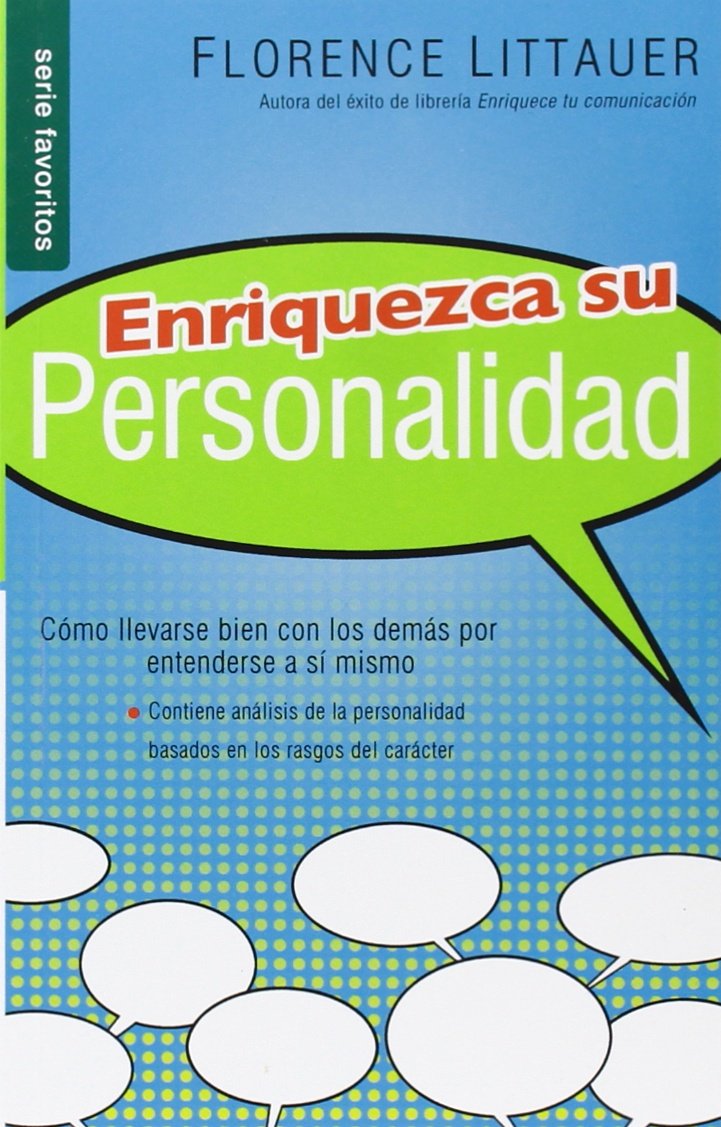 serie favoritos
FLORENCE LITTAUER
Autora del éxito de librería Enriquece tu comunicación
Enriquezca su
Personalidad
Cómo llevarse bien con los demás por
entenderse a sí mismo
• Contiene análisis de la personalidad
basados en los rasgos del carácter